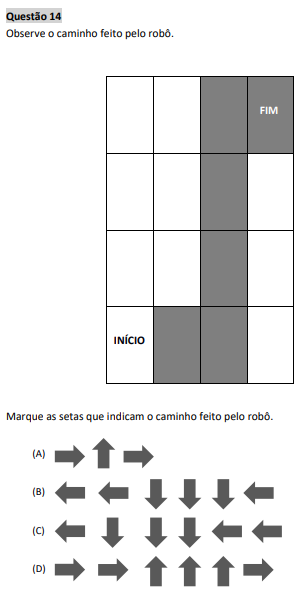 Questão 14
Observe o caminho feito pelo robô.
FIM
INÍCIO
Marque as setas que indicam o caminho feito pelo robô.
(A)
(B)
(C)
(D)